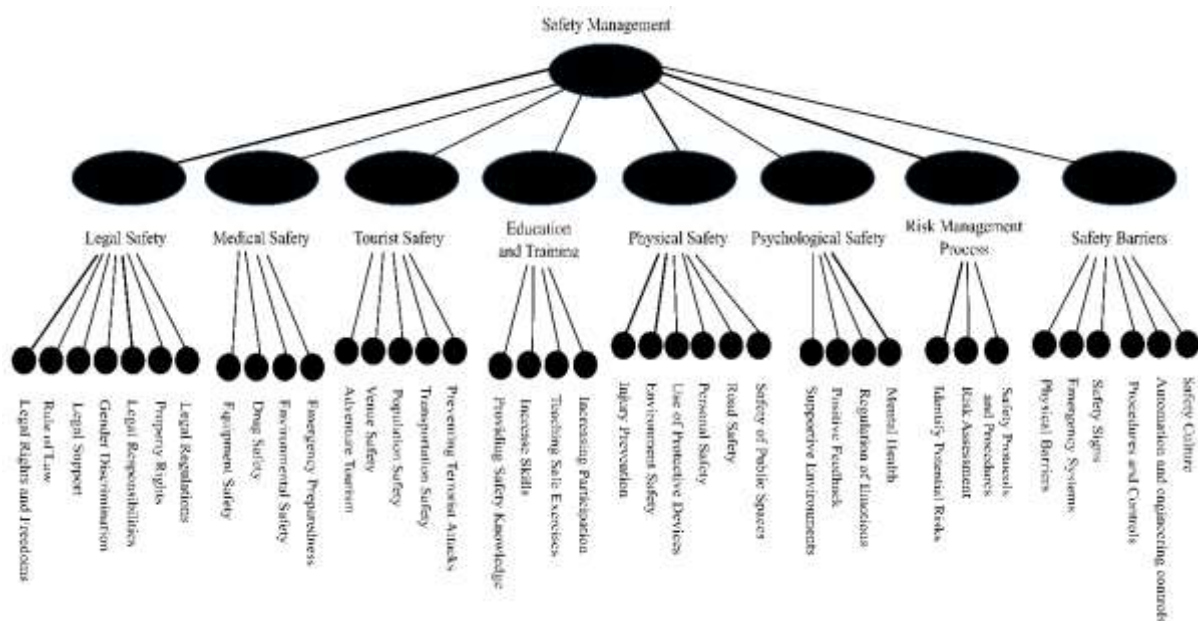 Safety Management
Legal Safety
Medical Safety
Tourist Safety
Education
and Training
Physical Safety
Psychological Safety
Risk Management
Process
Safety Barriers
Legal Rights and Freedoms
Rule of Law
Legal Support
Gender Discrimination
Legal Responsibilities
Property Rights
Legal Regulations
Equipment Safety
Drug Safety
Environmental Safety
Emergency Preparedness
Adventure Tourism
Venue Safety
Population Safety
Transportation Safety
Preventing Terrorist Attacks
Providing Safety Knowledge
Increase Skills
Teaching Safe Exercises
Increasing Participation
Injury Prevention
Environment Safety
Use of Protective Devices
Personal Safety
Road Safety
Safety of Public Spaces
Supportive Environments
Positive Feedback
Regulation of Emotions
Mental Health
Identify Potential Risks
Risk Assessment
Safety Protocols
and Procedures
Physical Barriers
Emergency Systems
Safety Signs
Procedures and Controls
Automation and engineering controls
Safety Culture